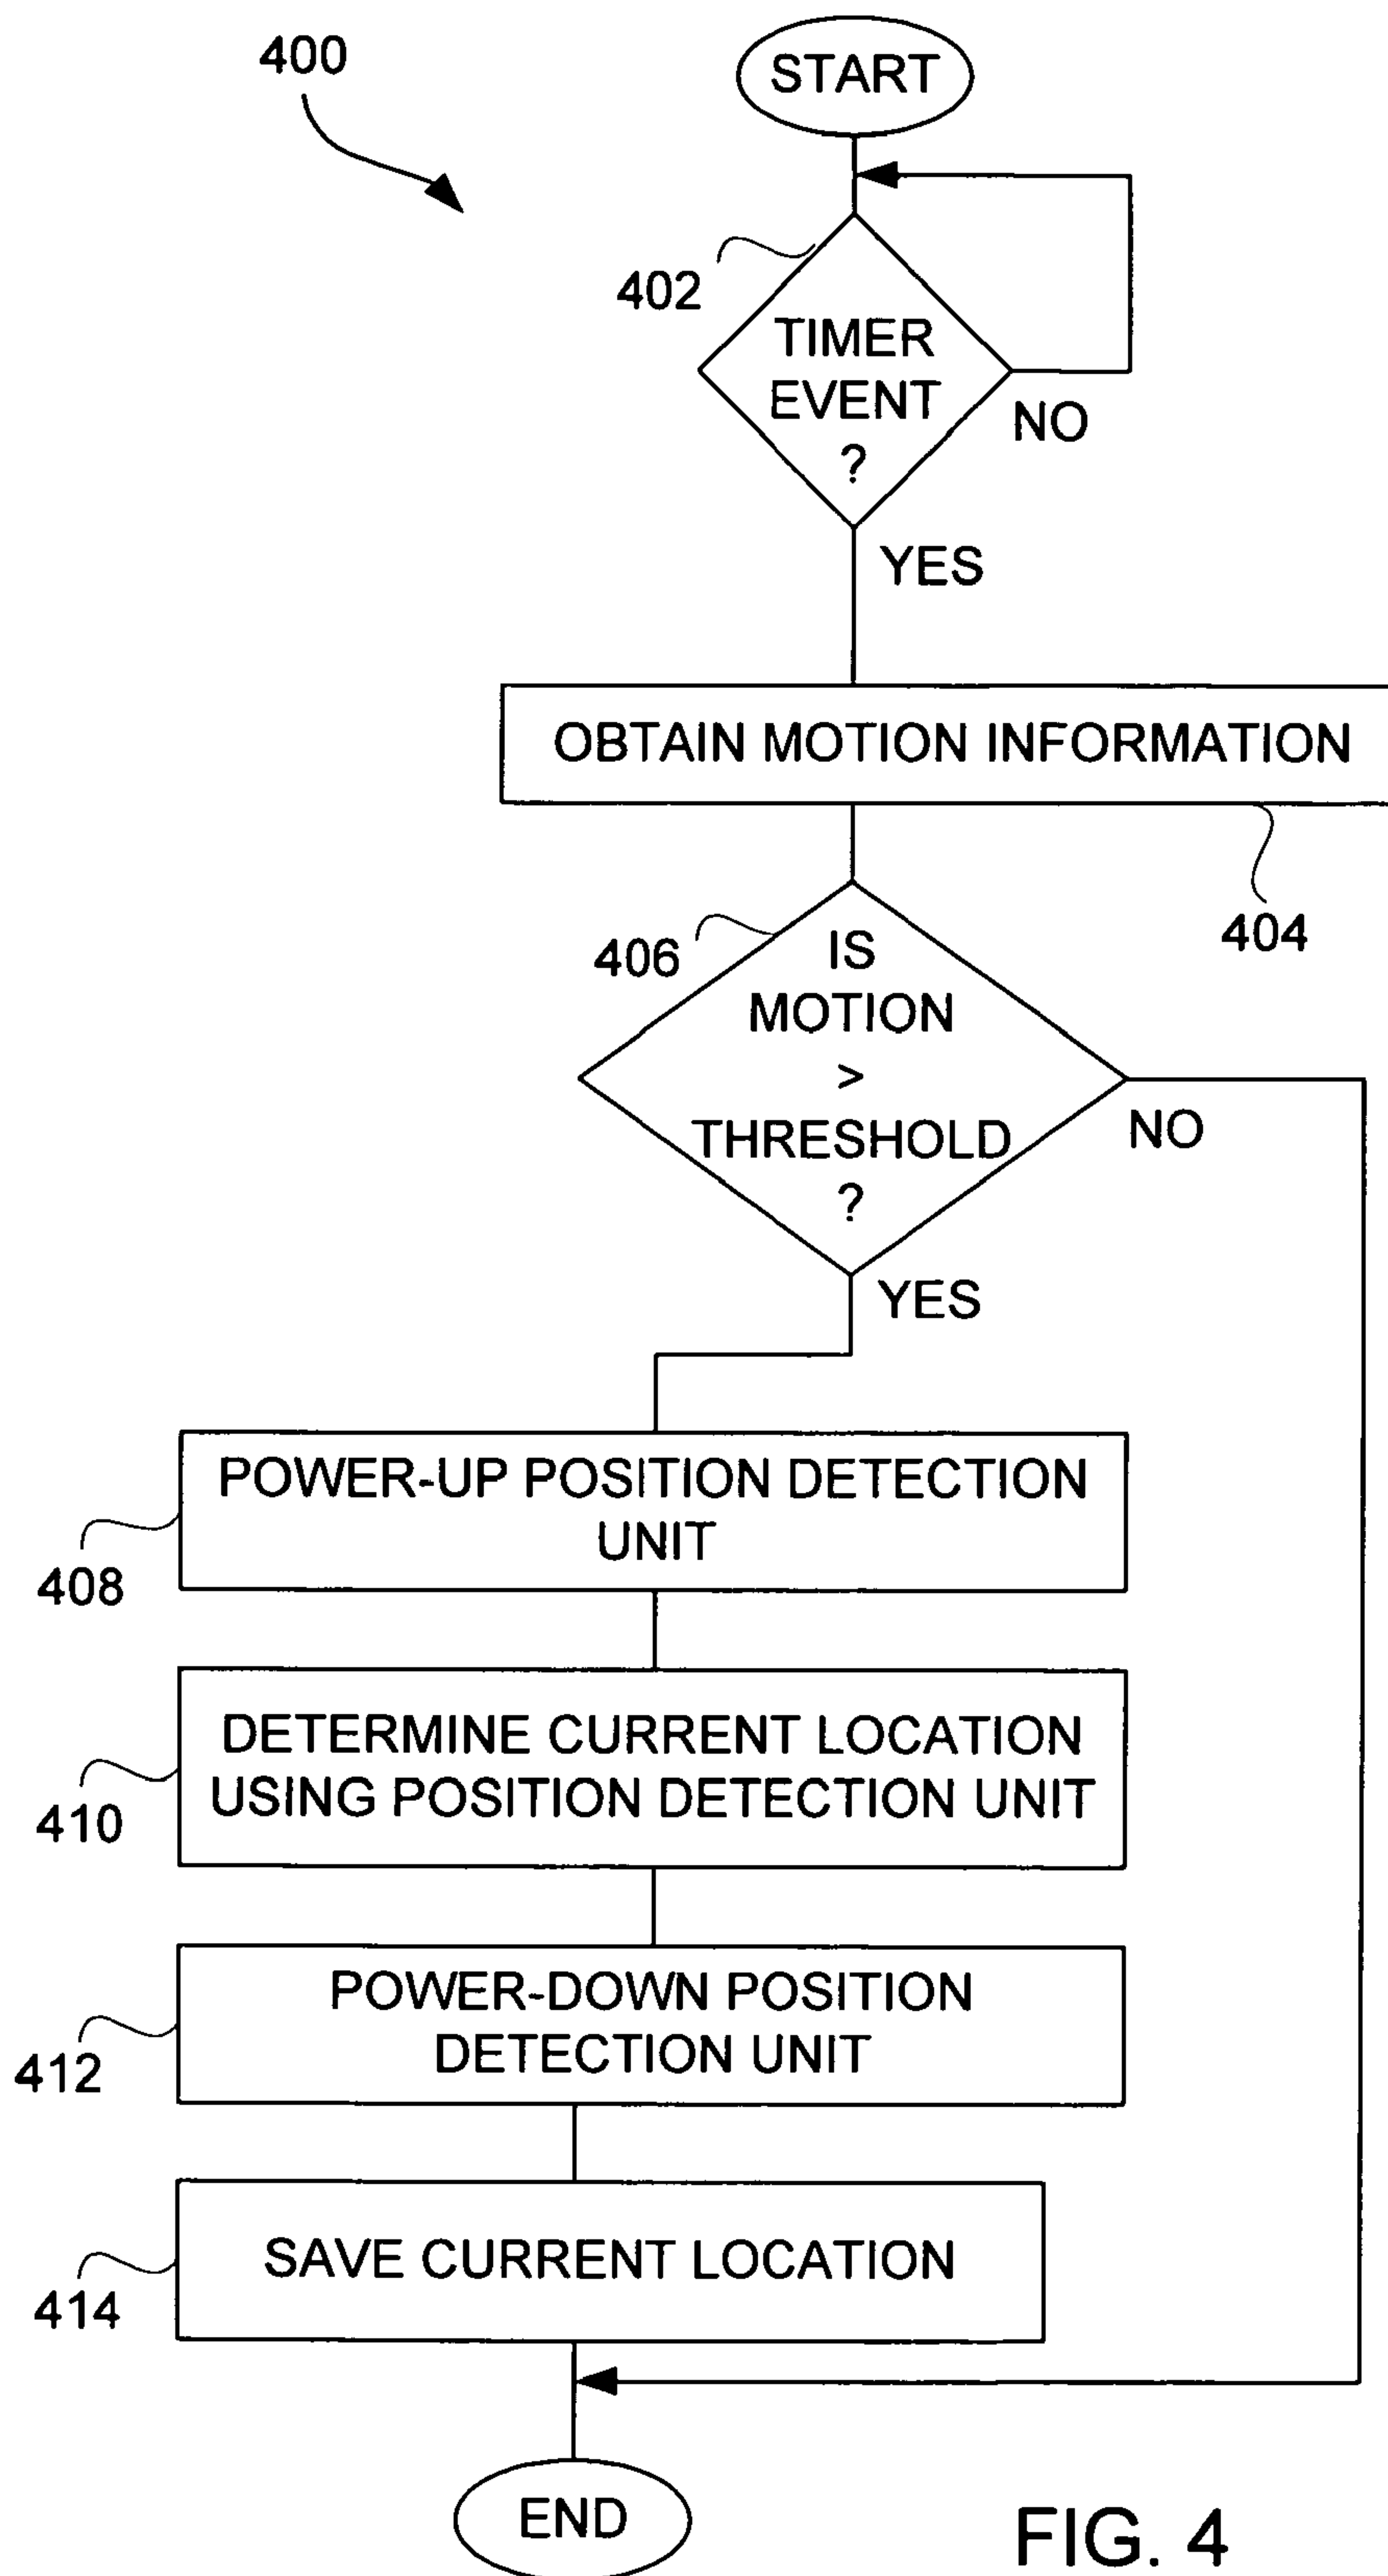 400
START
402
TIMER
EVENT
?
NO
YES
OBTAIN MOTION INFORMATION
404
406
IS
MOTION
>
THRESHOLD
?
NO
YES
POWER-UP POSITION DETECTION
UNIT
408
DETERMINE CURRENT LOCATION
USING POSITION DETECTION UNIT
410
POWER-DOWN POSITION
DETECTION UNIT
412
SAVE CURRENT LOCATION
414
END
FIG. 4